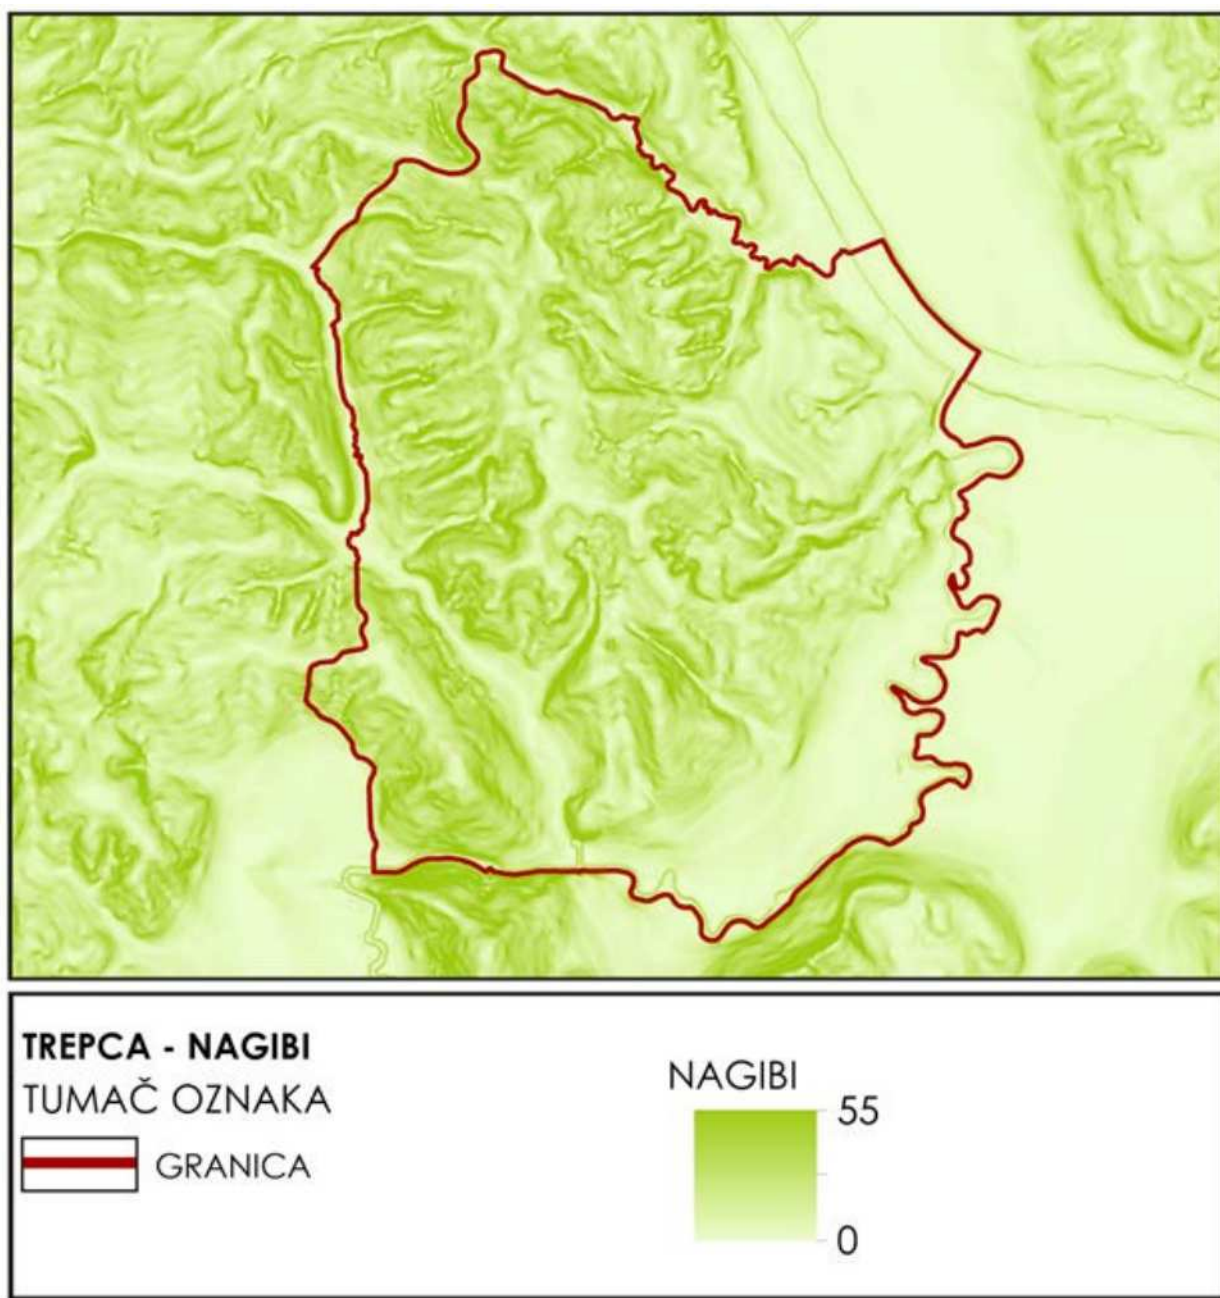 TREPCA - NAGIBI
TUMAČ OZNAKA
GRANICA
NAGIBI
55
0